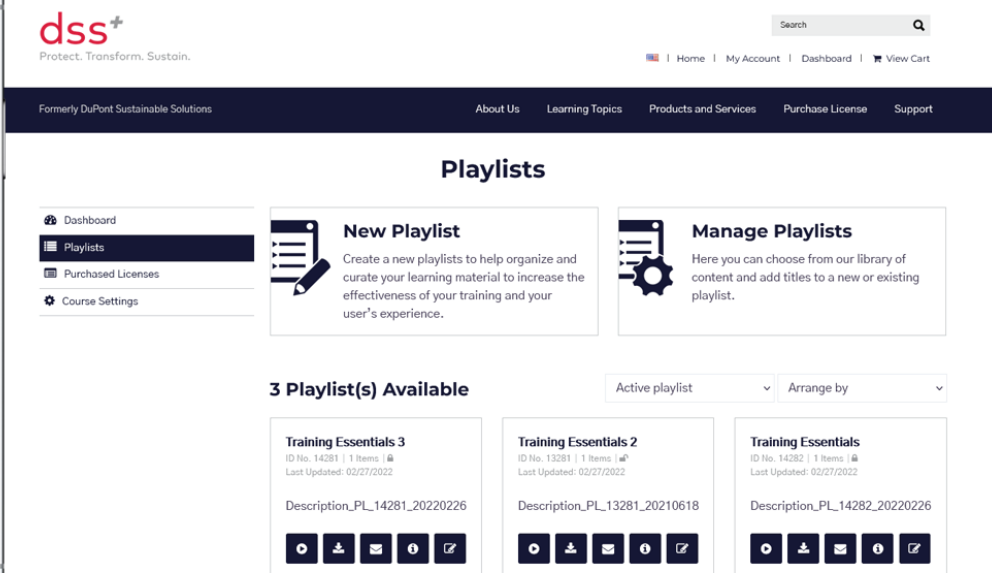 dss+
Protect. Transform. Sustain.
Search
Home | My Account | Dashboard | View Cart
Formerly DuPont Sustainable Solutions
About Us
Learning Topics
Products and Services
Purchase License
Support
Playlists
Dashboard
Playlists
Purchased Licenses
Course Settings
New Playlist
Create a new playlists to help organize and
curate your learning material to increase the
effectiveness of your training and your
user's experience.
Manage Playlists
Here you can choose from our library of
content and add titles to a new or existing
playlist.
3 Playlist(s) Available
Active playlist
Arrange by
Training Essentials 3
ID No. 14281 | 1 Items |
Last Updated: 02/27/2022
Description_PL_14281_20220226
Training Essentials 2
ID No. 13281 | 1 Items |
Last Updated: 02/27/2022
Description_PL_13281_20210618
Training Essentials
ID No. 14282 | 1 Items |
Last Updated: 02/27/2022
Description_PL_14282_20220226